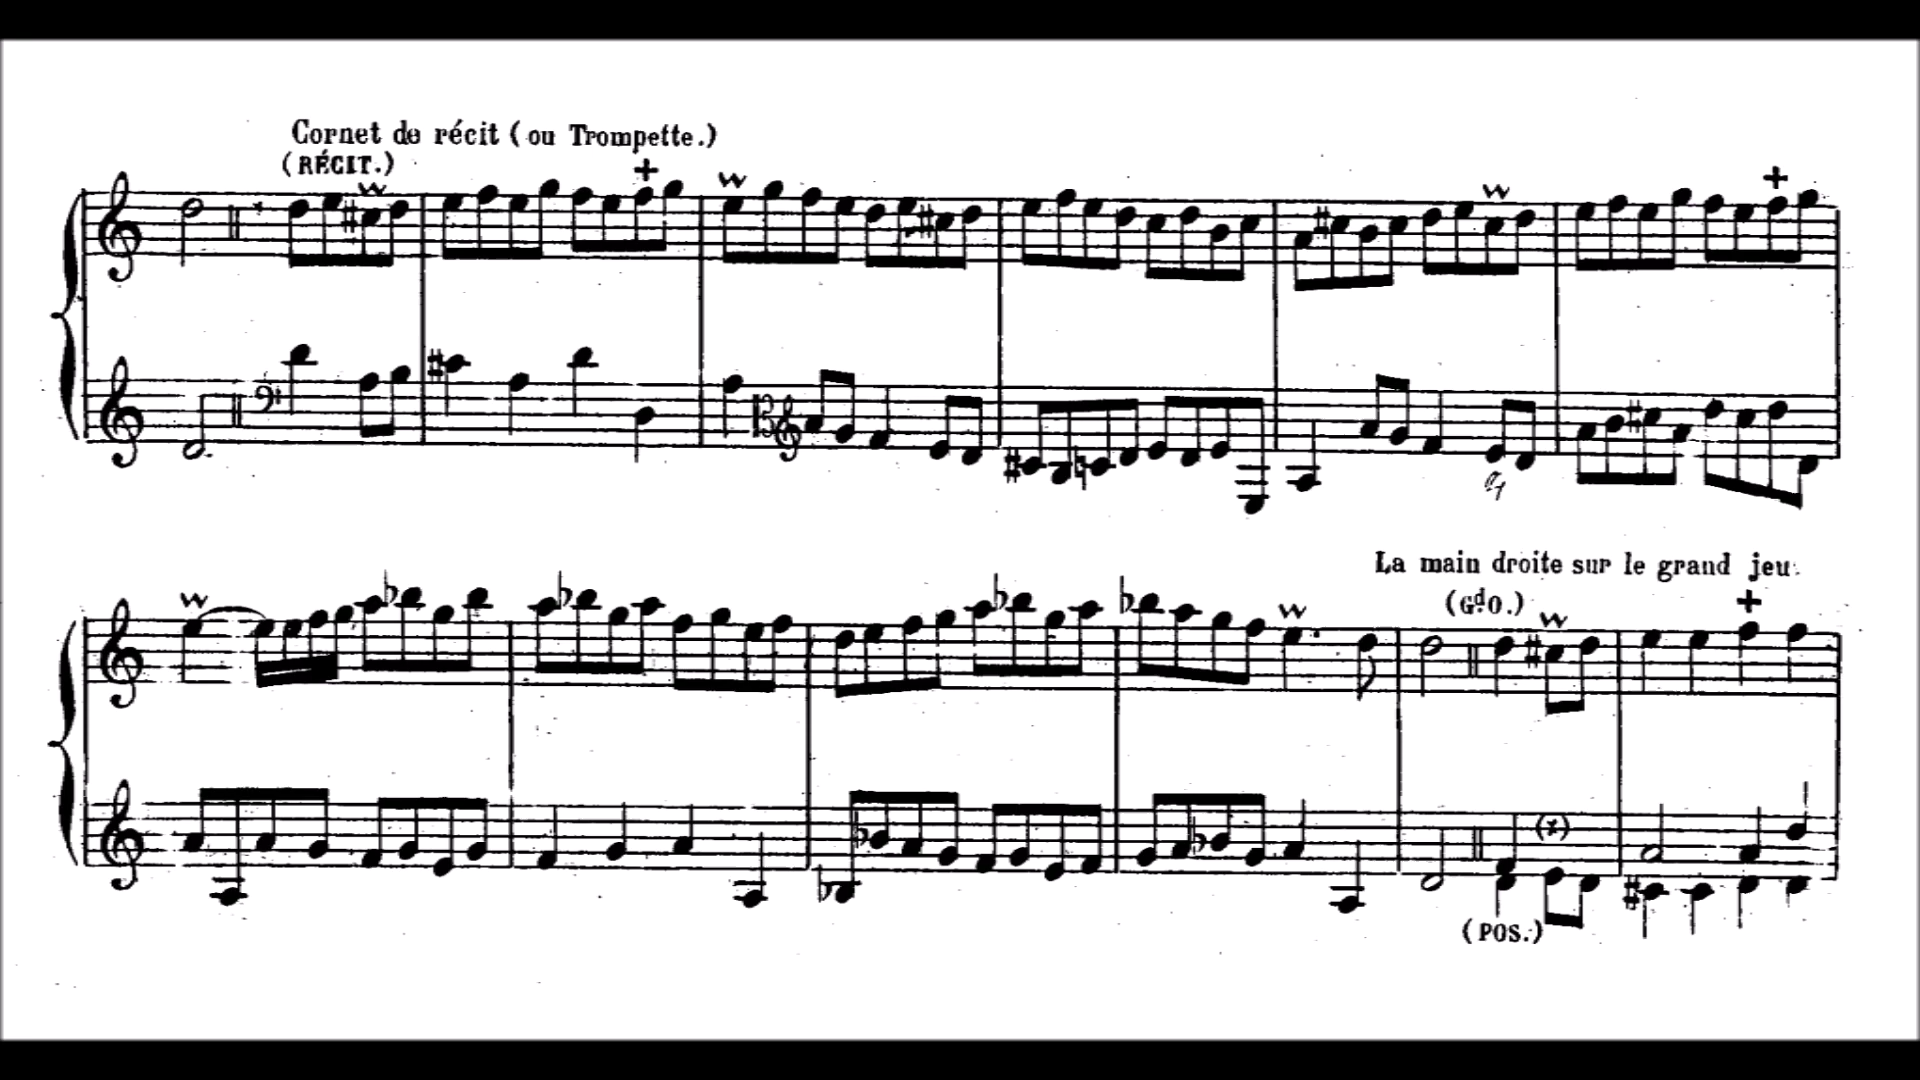 Cornet de récit (ou Trompette.)
(RÉCIT.)
La main droite sur le grand jeu.
(Gd O.)
(POS.)